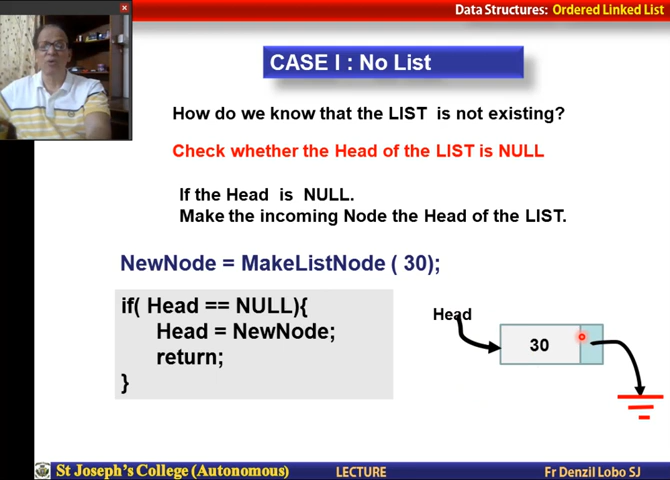 Data Structures: Ordered Linked List
CASE I : No List
How do we know that the LIST is not existing?
Check whether the Head of the LIST is NULL
If the Head is NULL.
Make the incoming Node the Head of the LIST.
NewNode = MakeListNode ( 30);
if( Head == NULL){
Head = NewNode;
return;
}
Head
30
St Joseph's College (Autonomous)
LECTURE
Fr Denzil Lobo SJ